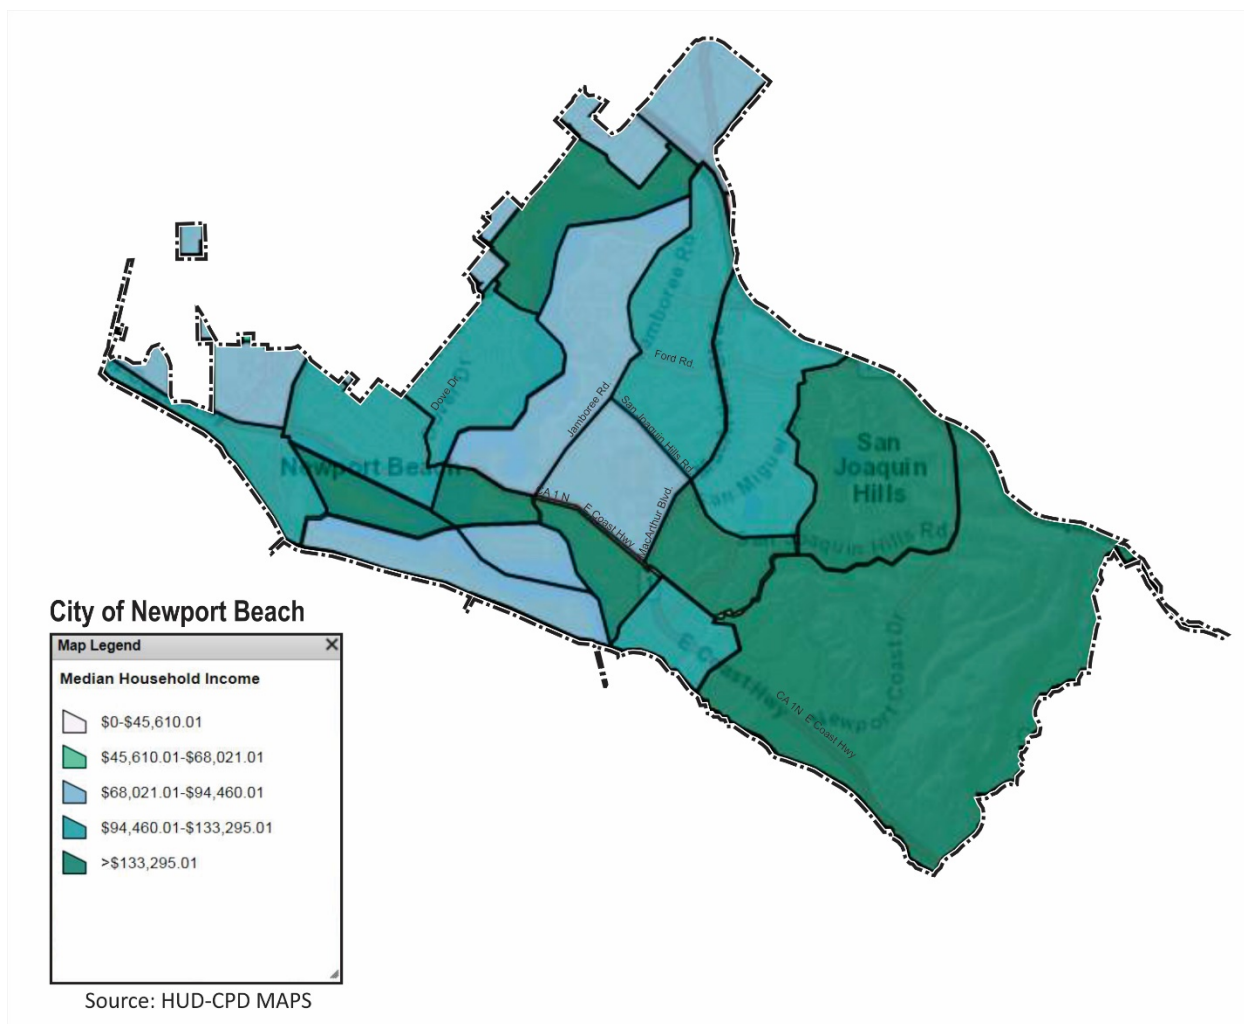 Jamboree Rd
Ford Rd.
Dove Dr.
Jamboree Rd.
San Joaquin Hills Rd.
San Miguel
San
Joaquin
Hills
Newport Beach
CA 1 N
E Coast Hwy
MacArthur Blvd.
San Joaquin Hills Rd
E Coast Hwy
Newport Coast Dr
CA 1N E Coast Hwy
City of Newport Beach
Map Legend
Median Household Income
$0-$45,610.01
$45,610.01-$68,021.01
$68,021.01-$94,460.01
$94,460.01-$133,295.01
>$133,295.01
Source: HUD-CPD MAPS